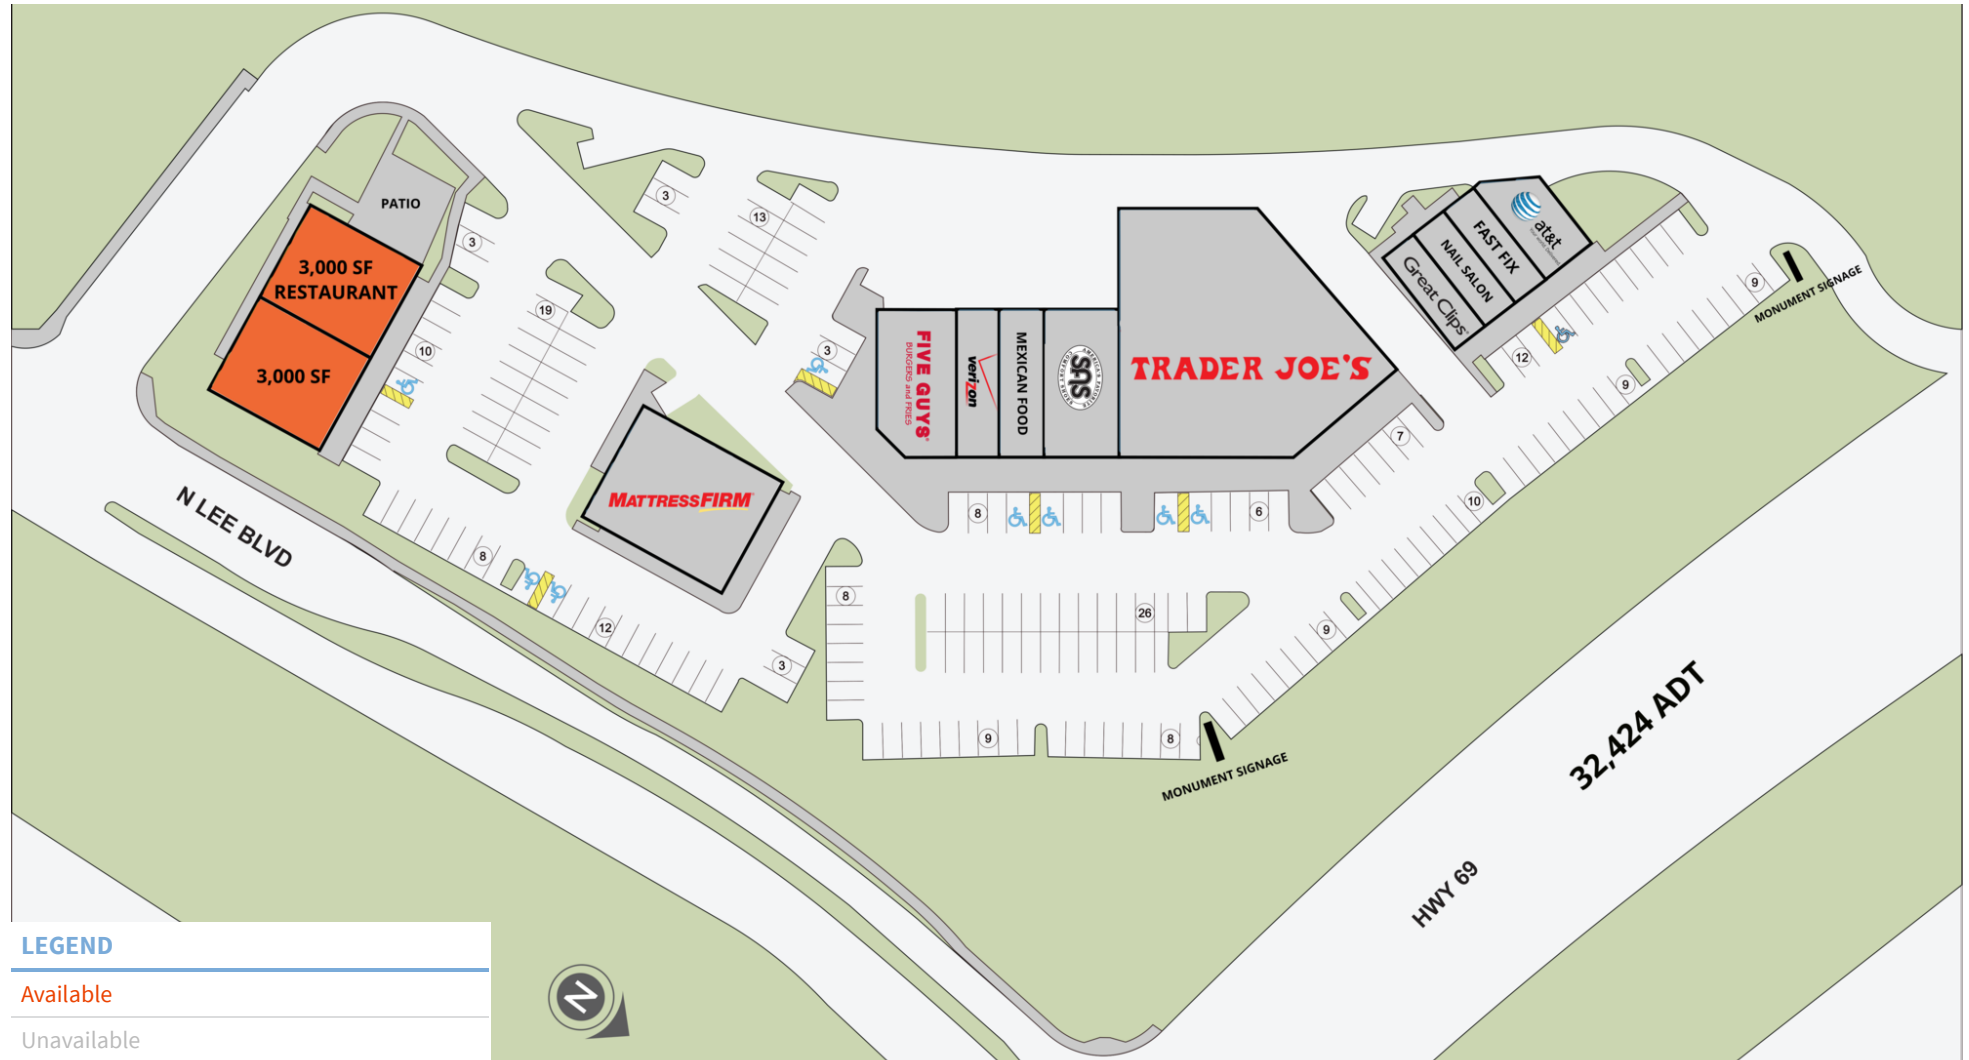 PATIO
3,000 SF
RESTAURANT
3,000 SF
3
10
19
3
13
3
8
12
3
MATTRESSFIRM
FIVE GUYS
BURGERS and FRIES
verizon
MEXICAN FOOD
SAS
TRADER JOE'S
Great Clips
NAIL SALON
FAST FIX
at&t
9
MONUMENT SIGNAGE
12
9
7
10
8
6
8
26
9
9
8
MONUMENT SIGNAGE
N LEE BLVD
32,424 ADT
HWY 69
LEGEND
Available
Unavailable
N